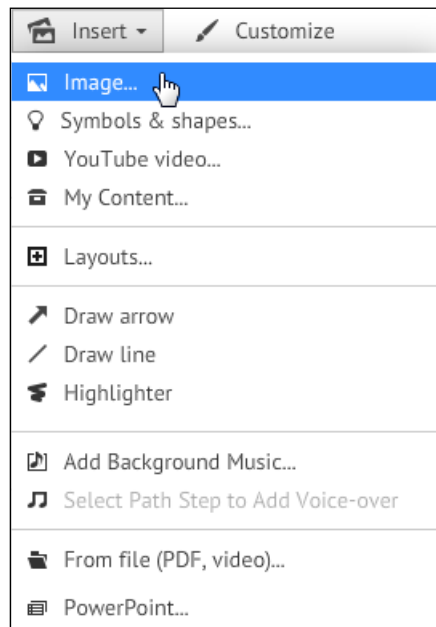 Insert Customize
Image...
Symbols & shapes...
YouTube video...
My Content...
Layouts...
Draw arrow
Draw line
Highlighter
Add Background Music...
Select Path Step to Add Voice-over
From file (PDF, video)...
PowerPoint...